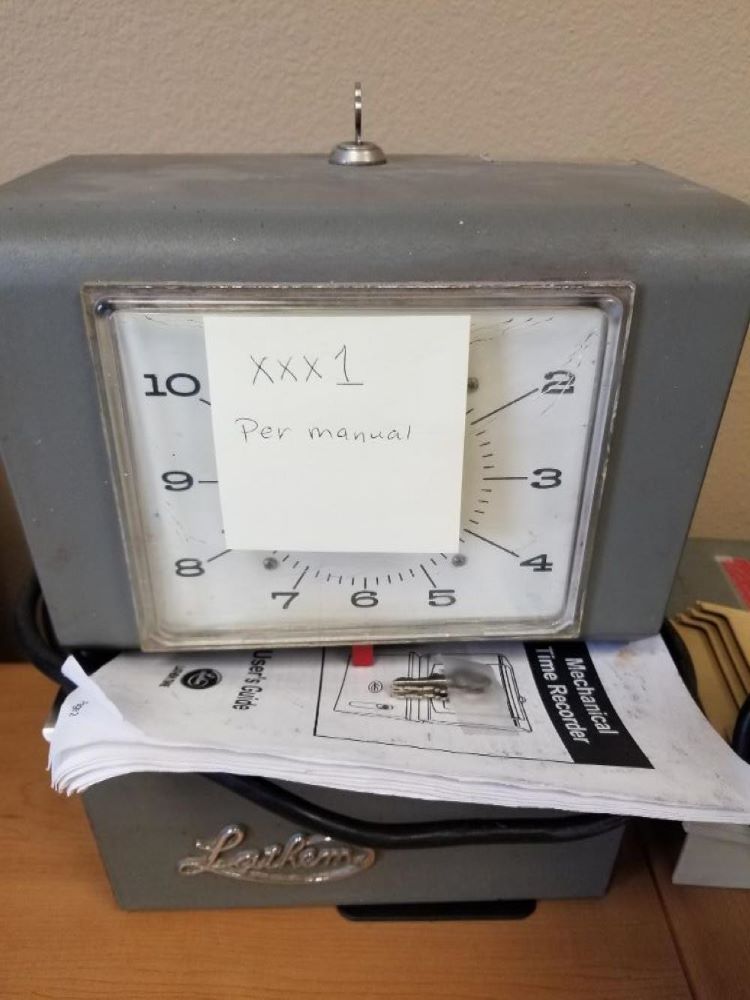 XXX1
Per manual
10
2
9
3
8
4
7
6
5
User's Guide
Mechanical
Time Recorder
Lathem